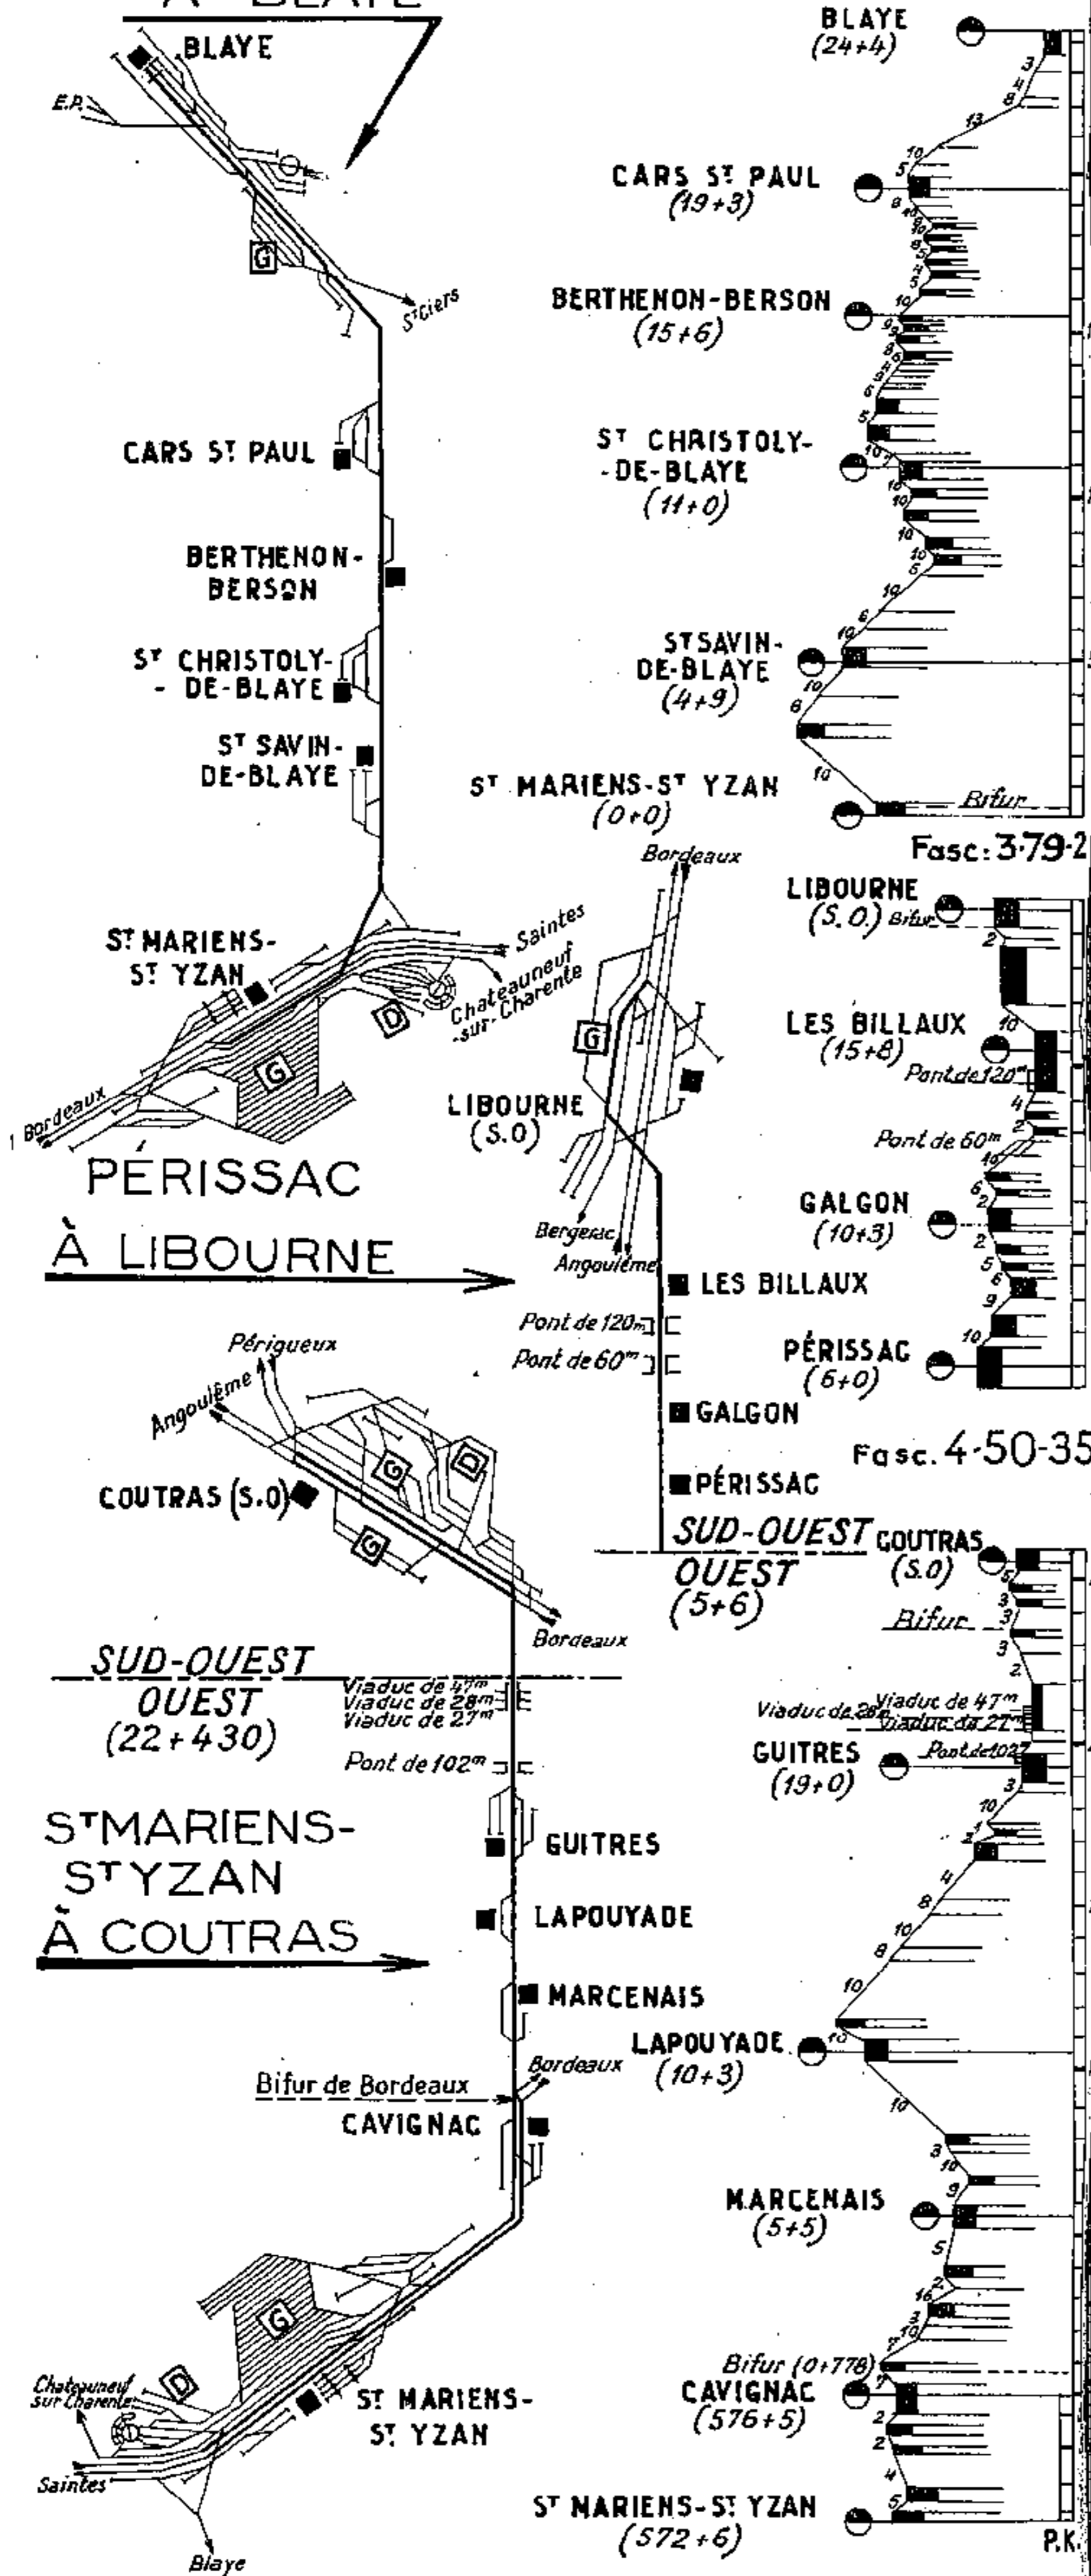 À BLAYE
BLAYE
E.P.
G
St Ciers
CARS ST PAUL
BERTHENON-
BERSON
ST CHRISTOLY-
- DE-BLAYE
ST SAVIN-
DE-BLAYE
ST MARIENS-
ST YZAN
Saintes
Chateauneuf
-sur-Charente
D
G
Bordeaux
BLAYE
(24+4)
CARS ST PAUL
(19+3)
BERTHENON-BERSON
(15+6)
ST CHRISTOLY-
-DE-BLAYE
(11+0)
ST SAVIN-
DE-BLAYE
(4+9)
ST MARIENS-ST YZAN
(0+0)
Bifur
Fasc: 3-79-2
PÉRISSAC
À LIBOURNE
Bordeaux
G
LIBOURNE
(S.O)
Bergerac
Angoulême
LES BILLAUX
Pont de 120m
Pont de 60m
GALGON
PÉRISSAC
SUD-OUEST
OUEST
(5+6)
LIBOURNE
(S.O.) Bifur
LES BILLAUX
(15+8)
Pont de 120m
Pont de 60m
GALGON
(10+3)
PÉRISSAC
(6+0)
Fasc. 4-50-35
Périgueux
Angoulême
COUTRAS (S.O)
G
D
G
Bordeaux
SUD-OUEST
OUEST
(22+430)
Viaduc de 47m
Viaduc de 28m
Viaduc de 27m
Pont de 102m
ST MARIENS-
ST YZAN
À COUTRAS
GUITRES
LAPOUYADE
MARCENAIS
Bordeaux
Bifur de Bordeaux
CAVIGNAC
G
D
Chateauneuf
sur Charente
ST MARIENS-
ST YZAN
Saintes
Blaye
COUTRAS
(S.O)
Bifur
Viaduc de 47m
Viaduc de 28m
Viaduc de 27m
Pont de 102
GUITRES
(19+0)
LAPOUYADE
(10+3)
MARCENAIS
(5+5)
Bifur (0+778)
CAVIGNAC
(576+5)
ST MARIENS-ST YZAN
(572+6)
P.K.